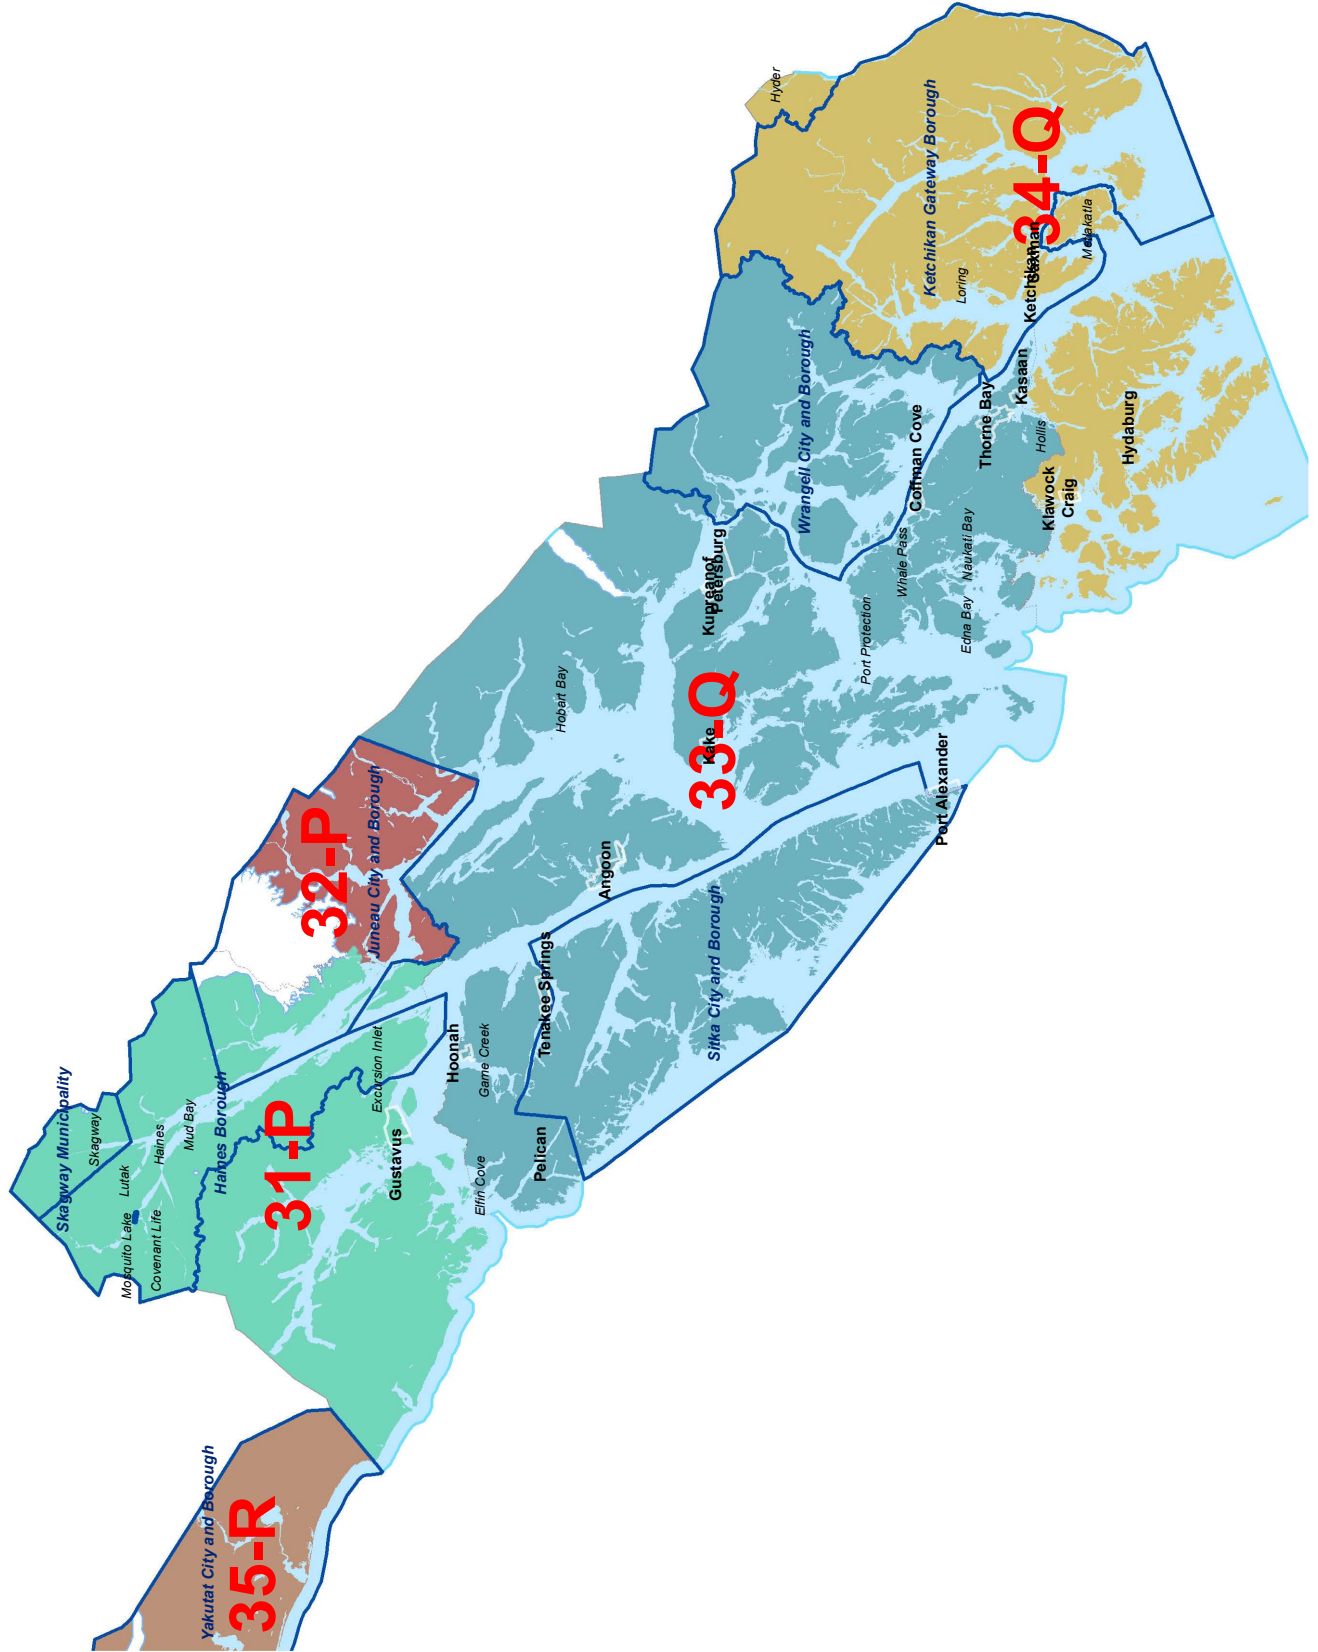 Skagway Municipality
Skagway
Lutak
Haines
Mud Bay
Haines Borough
Mosquito Lake
Covenant Life
31-P
Excursion Inlet
Gustavus
Yakutat City and Borough
35-R
32-P
Juneau City and Borough
Hoonah
Game Creek
Elfin Cove
Pelican
Tenakee Springs
Angoon
Hobart Bay
Sitka City and Borough
Kake
33-Q
Kupreanof
Petersburg
Port Alexander
Port Protection
Wrangell City and Borough
Whale Pass
Coffman Cove
Edna Bay
Naukati Bay
Thorne Bay
Kasaan
Hollis
Klawock
Craig
Hydaburg
Hyder
Ketchikan Gateway Borough
Loring
34-Q
Ketchikan
Saxman
Metlakatla